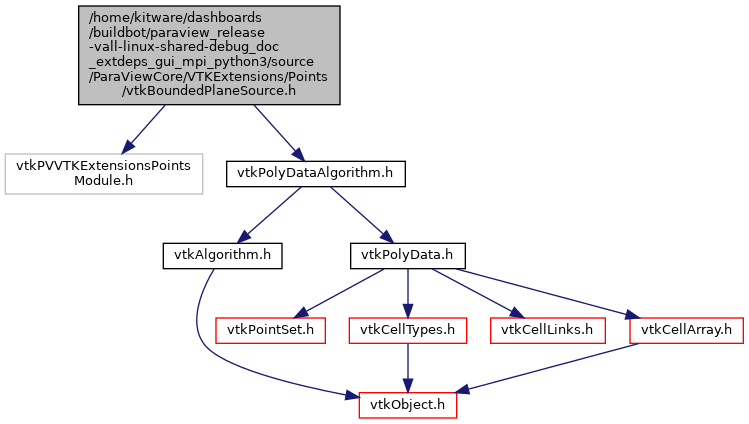 /home/kitware/dashboards
/buildbot/paraview_release
-vall-linux-shared-debug_doc
_extdeps_gui_mpi_python3/source
/ParaViewCore/VTKExtensions/Points
/vtkBoundedPlaneSource.h
vtkPVVTKExtensionsPoints
Module.h
vtkPolyDataAlgorithm.h
vtkAlgorithm.h
vtkPolyData.h
vtkPointSet.h
vtkCellTypes.h
vtkCellLinks.h
vtkCellArray.h
vtkObject.h